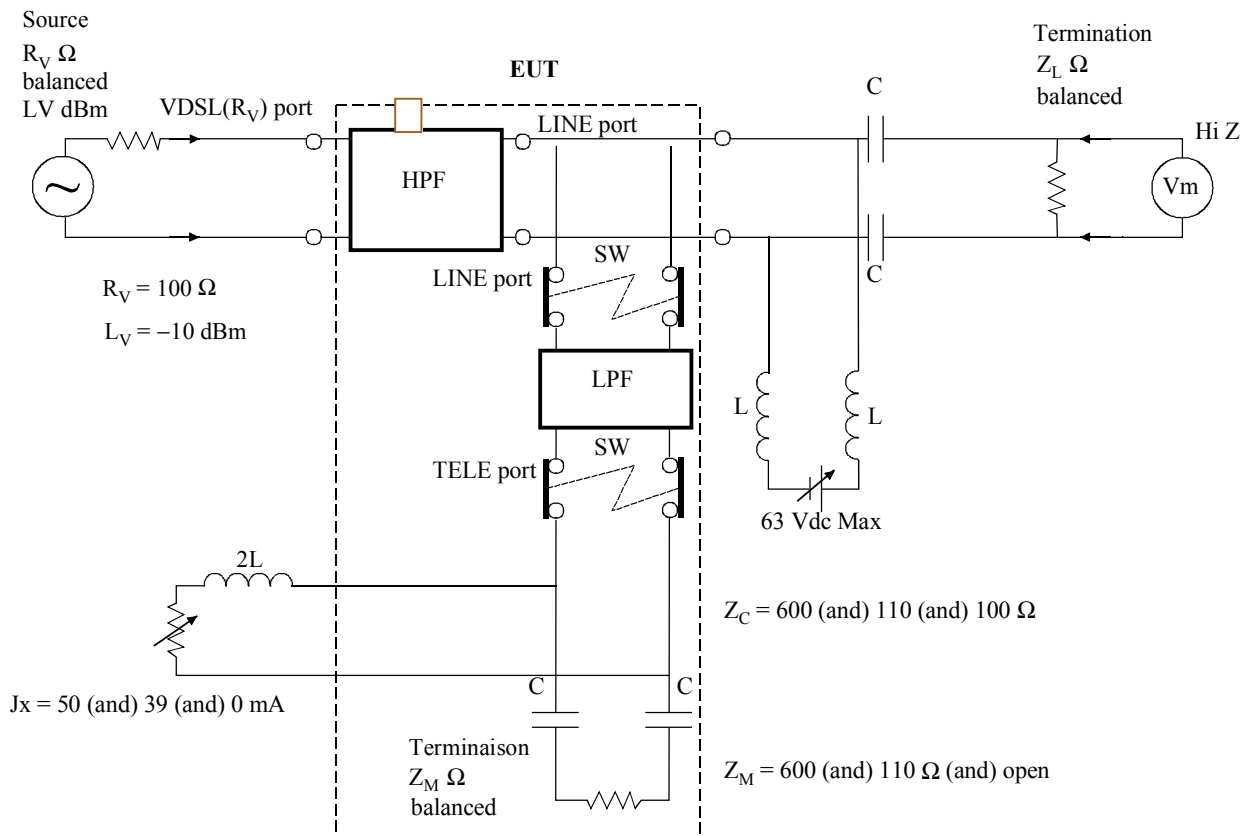 Source
R_V Ω
balanced
LV dBm
VDSL(R_V) port
EUT
LINE port
C
Termination
Z_L Ω
balanced
Hi Z
HPF
Vm
SW
C
LINE port
R_V = 100 Ω
L_V = −10 dBm
LPF
L
L
SW
TELE port
63 Vdc Max
2L
Z_C = 600 (and) 110 (and) 100 Ω
Jx = 50 (and) 39 (and) 0 mA
C
C
Terminaison
Z_M Ω
balanced
Z_M = 600 (and) 110 Ω (and) open